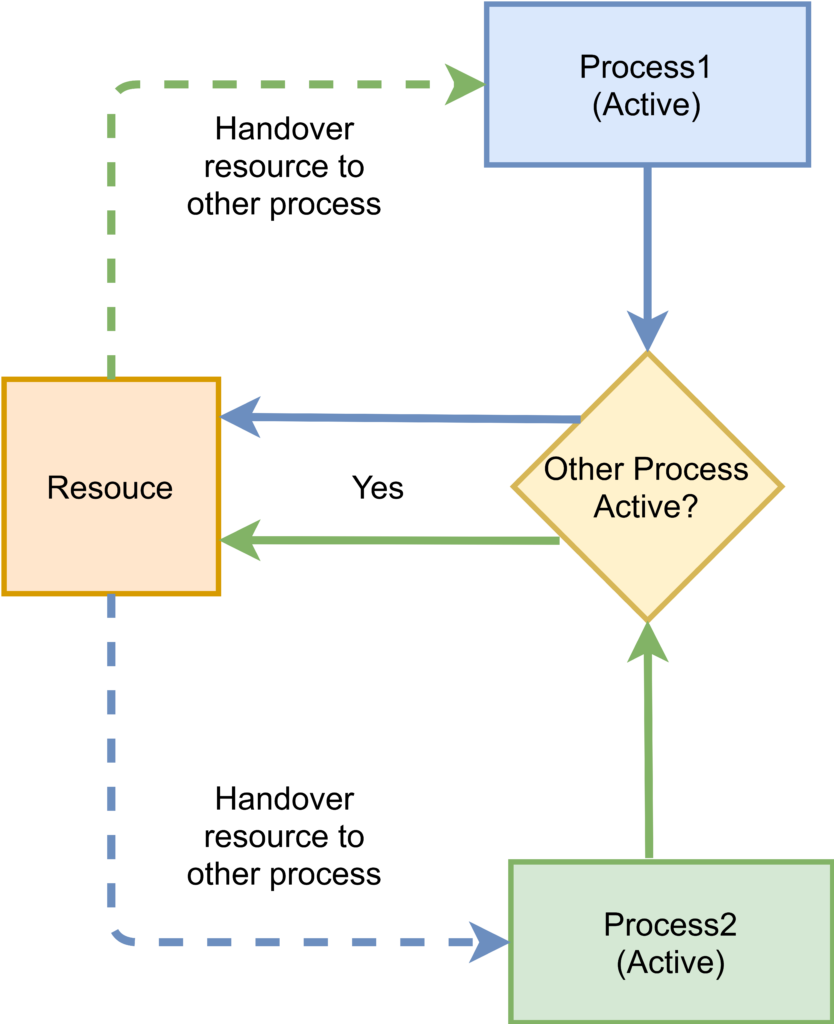 Process1
(Active)
Handover
resource to
other process
Other Process
Active?
Resouce
Yes
Handover
resource to
other process
Process2
(Active)